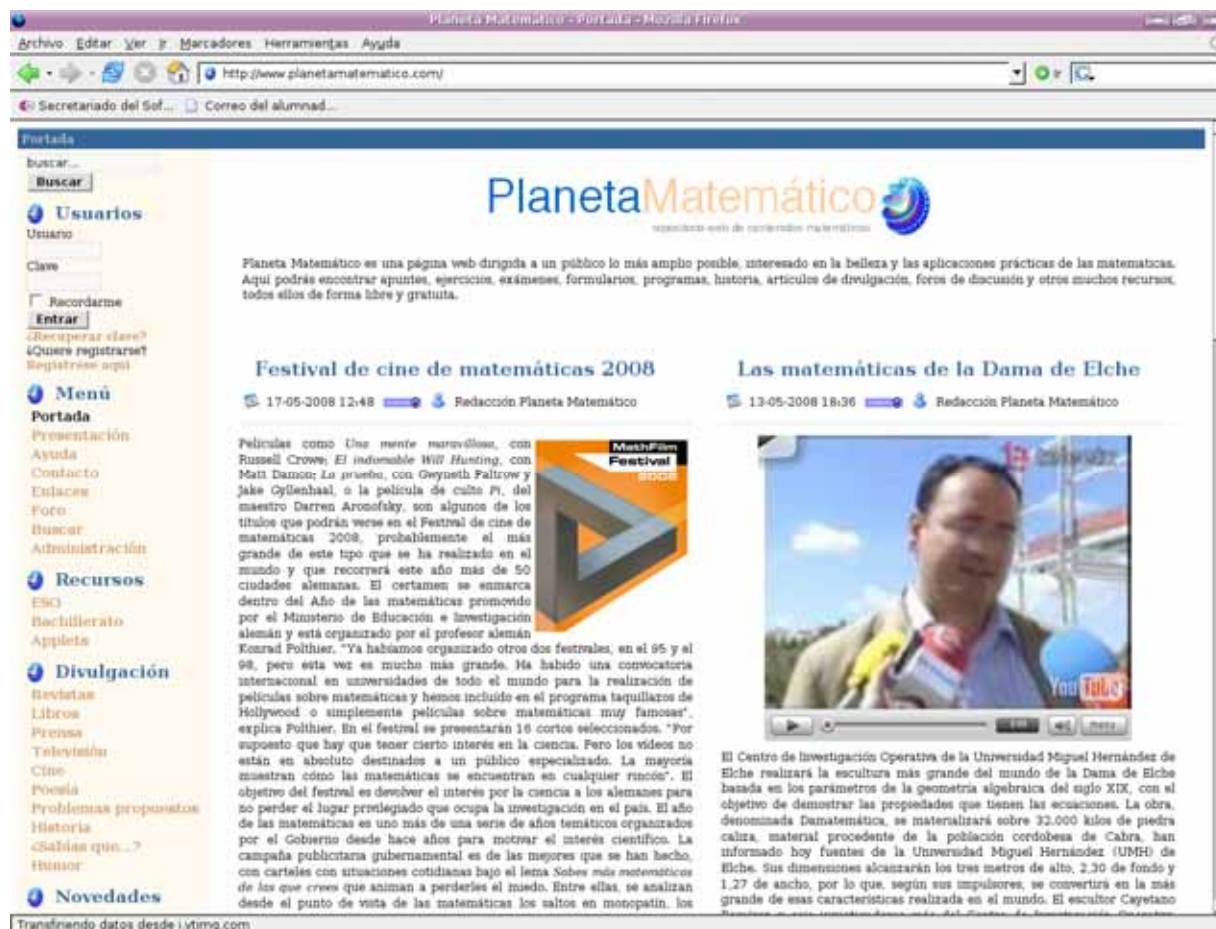 Planeta Matemático - Portada - Mozilla Firefox
Archivo Editar Ver Ir Marcadores Herramientas Ayuda
http://www.planetamatematico.com/
Ir
Secretariado del Sof... Correo del alumnad...
Portada
buscar...
Buscar
Usuarios
Usuario
Clave
Recordarme
Entrar
¿Recuperar clave?
¿Quiere registrarse?
Regístrese aquí
Menú
Portada
Presentación
Ayuda
Contacto
Enlaces
Foro
Buscar
Administración
Recursos
ESO
Bachillerato
Applets
Divulgación
Revistas
Libros
Prensa
Televisión
Cine
Poesía
Problemas propuestos
Historia
¿Sabías que...?
Humor
Novedades
PlanetaMatemático
repositorio web de contenidos matemáticos
Planeta Matemático es una página web dirigida a un público lo más amplio posible, interesado en la belleza y las aplicaciones prácticas de las matematicas.
Aquí podrás encontrar apuntes, ejercicios, exámenes, formularios, programas, historia, artículos de divulgación, foros de discusión y otros muchos recursos,
todos ellos de forma libre y gratuita.
Festival de cine de matemáticas 2008
17-05-2008 12:48 Redacción Planeta Matemático
Películas como Una mente maravillosa, con
Russell Crowe; El indomable Will Hunting, con
Matt Damon; La prueba, con Gwyneth Paltrow y
Jake Gyllenhaal, o la película de culto Pi, del
maestro Darren Aronofsky, son algunos de los
títulos que podrán verse en el Festival de cine de
matemáticas 2008, probablemente el más
grande de este tipo que se ha realizado en el
mundo y que recorrerá este año más de 50
ciudades alemanas. El certamen se enmarca
dentro del Año de las matemáticas promovido
por el Ministerio de Educación e Investigación
alemán y está organizado por el profesor alemán
Konrad Polthier. "Ya habíamos organizado otros dos festivales, en el 95 y el
98, pero esta vez es mucho más grande. Ha habido una convocatoria
internacional en universidades de todo el mundo para la realización de
películas sobre matemáticas y hemos incluido en el programa taquillazos de
Hollywood o simplemente películas sobre matemáticas muy famosas",
explica Polthier. En el festival se presentarán 16 cortos seleccionados. "Por
supuesto que hay que tener cierto interés en la ciencia. Pero los vídeos no
están en absoluto destinados a un público especializado. La mayoría
muestran cómo las matemáticas se encuentran en cualquier rincón". El
objetivo del festival es devolver el interés por la ciencia a los alemanes para
no perder el lugar privilegiado que ocupa la investigación en el país. El año
de las matemáticas es uno más de una serie de años temáticos organizados
por el Gobierno desde hace años para motivar el interés científico. La
campaña publicitaria gubernamental es de las mejores que se han hecho,
con carteles con situaciones cotidianas bajo el lema Sabes más matemáticas
de las que crees que animan a perderles el miedo. Entre ellas, se analizan
desde el punto de vista de las matemáticas los saltos en monopatín, los
MathFilm
Festival
2008
Las matemáticas de la Dama de Elche
13-05-2008 18:36 Redacción Planeta Matemático
YouTube
menu
El Centro de Investigación Operativa de la Universidad Miguel Hernández de
Elche realizará la escultura más grande del mundo de la Dama de Elche
basada en los parámetros de la geometría algebraica del siglo XIX, con el
objetivo de demostrar las propiedades que tienen las ecuaciones. La obra,
denominada Damatemática, se materializará sobre 32.000 kilos de piedra
caliza, material procedente de la población cordobesa de Cabra, han
informado hoy fuentes de la Universidad Miguel Hernández (UMH) de
Elche. Sus dimensiones alcanzarán los tres metros de alto, 2,30 de fondo y
1,27 de ancho, por lo que, según sus impulsores, se convertirá en la más
grande de esas características realizada en el mundo. El escultor Cayetano
Transfiriendo datos desde i.ytimg.com